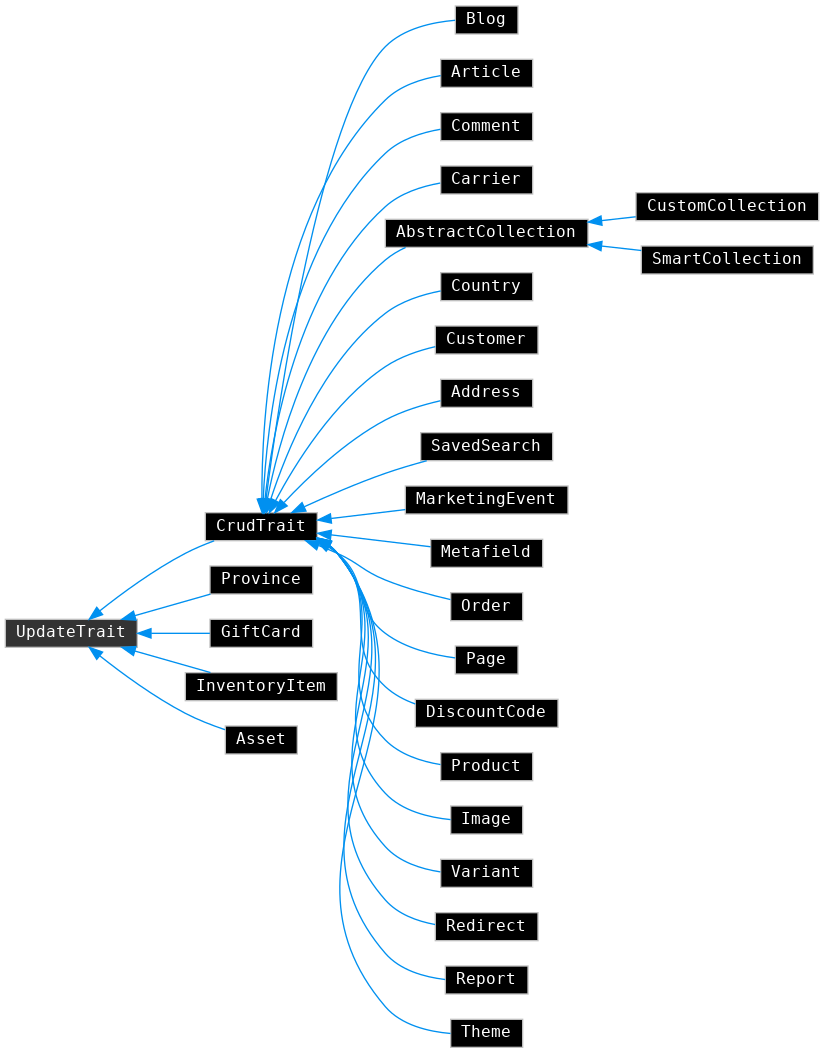 Blog
Article
Comment
Carrier
CustomCollection
AbstractCollection
SmartCollection
Country
Customer
Address
SavedSearch
MarketingEvent
CrudTrait
Metafield
Province
Order
UpdateTrait
GiftCard
Page
InventoryItem
DiscountCode
Asset
Product
Image
Variant
Redirect
Report
Theme